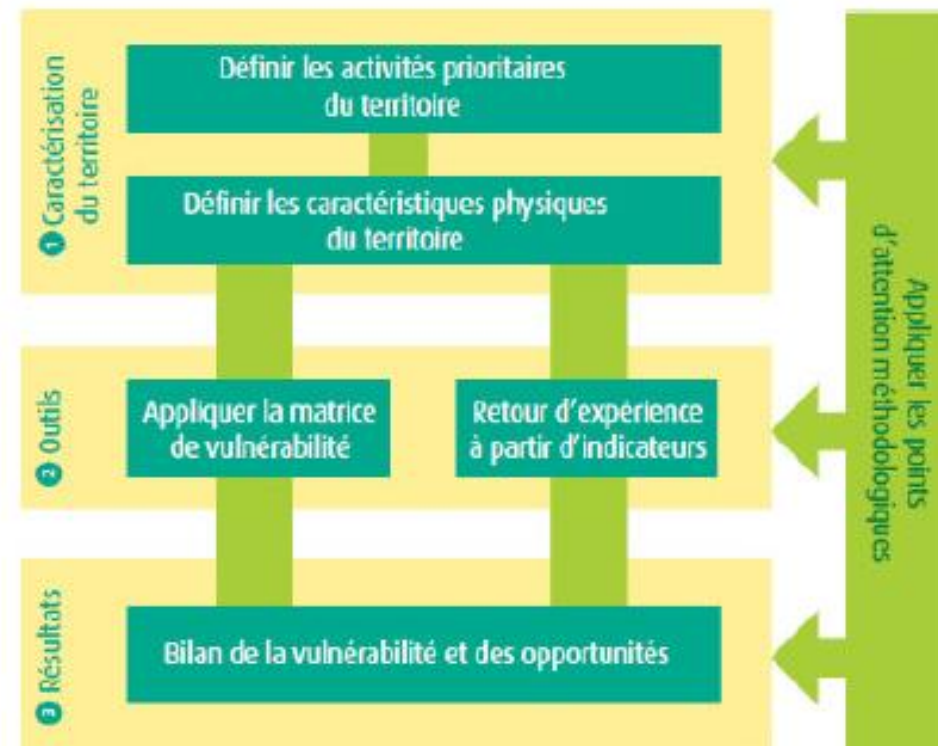 ❶ Caractérisation
du territoire
Définir les activités prioritaires
du territoire
Définir les caractéristiques physiques
du territoire
❷ Outils
Appliquer la matrice
de vulnérabilité
Retour d'expérience
à partir d'indicateurs
❸ Résultats
Bilan de la vulnérabilité et des opportunités
Appliquer les points
d'attention méthodologiques